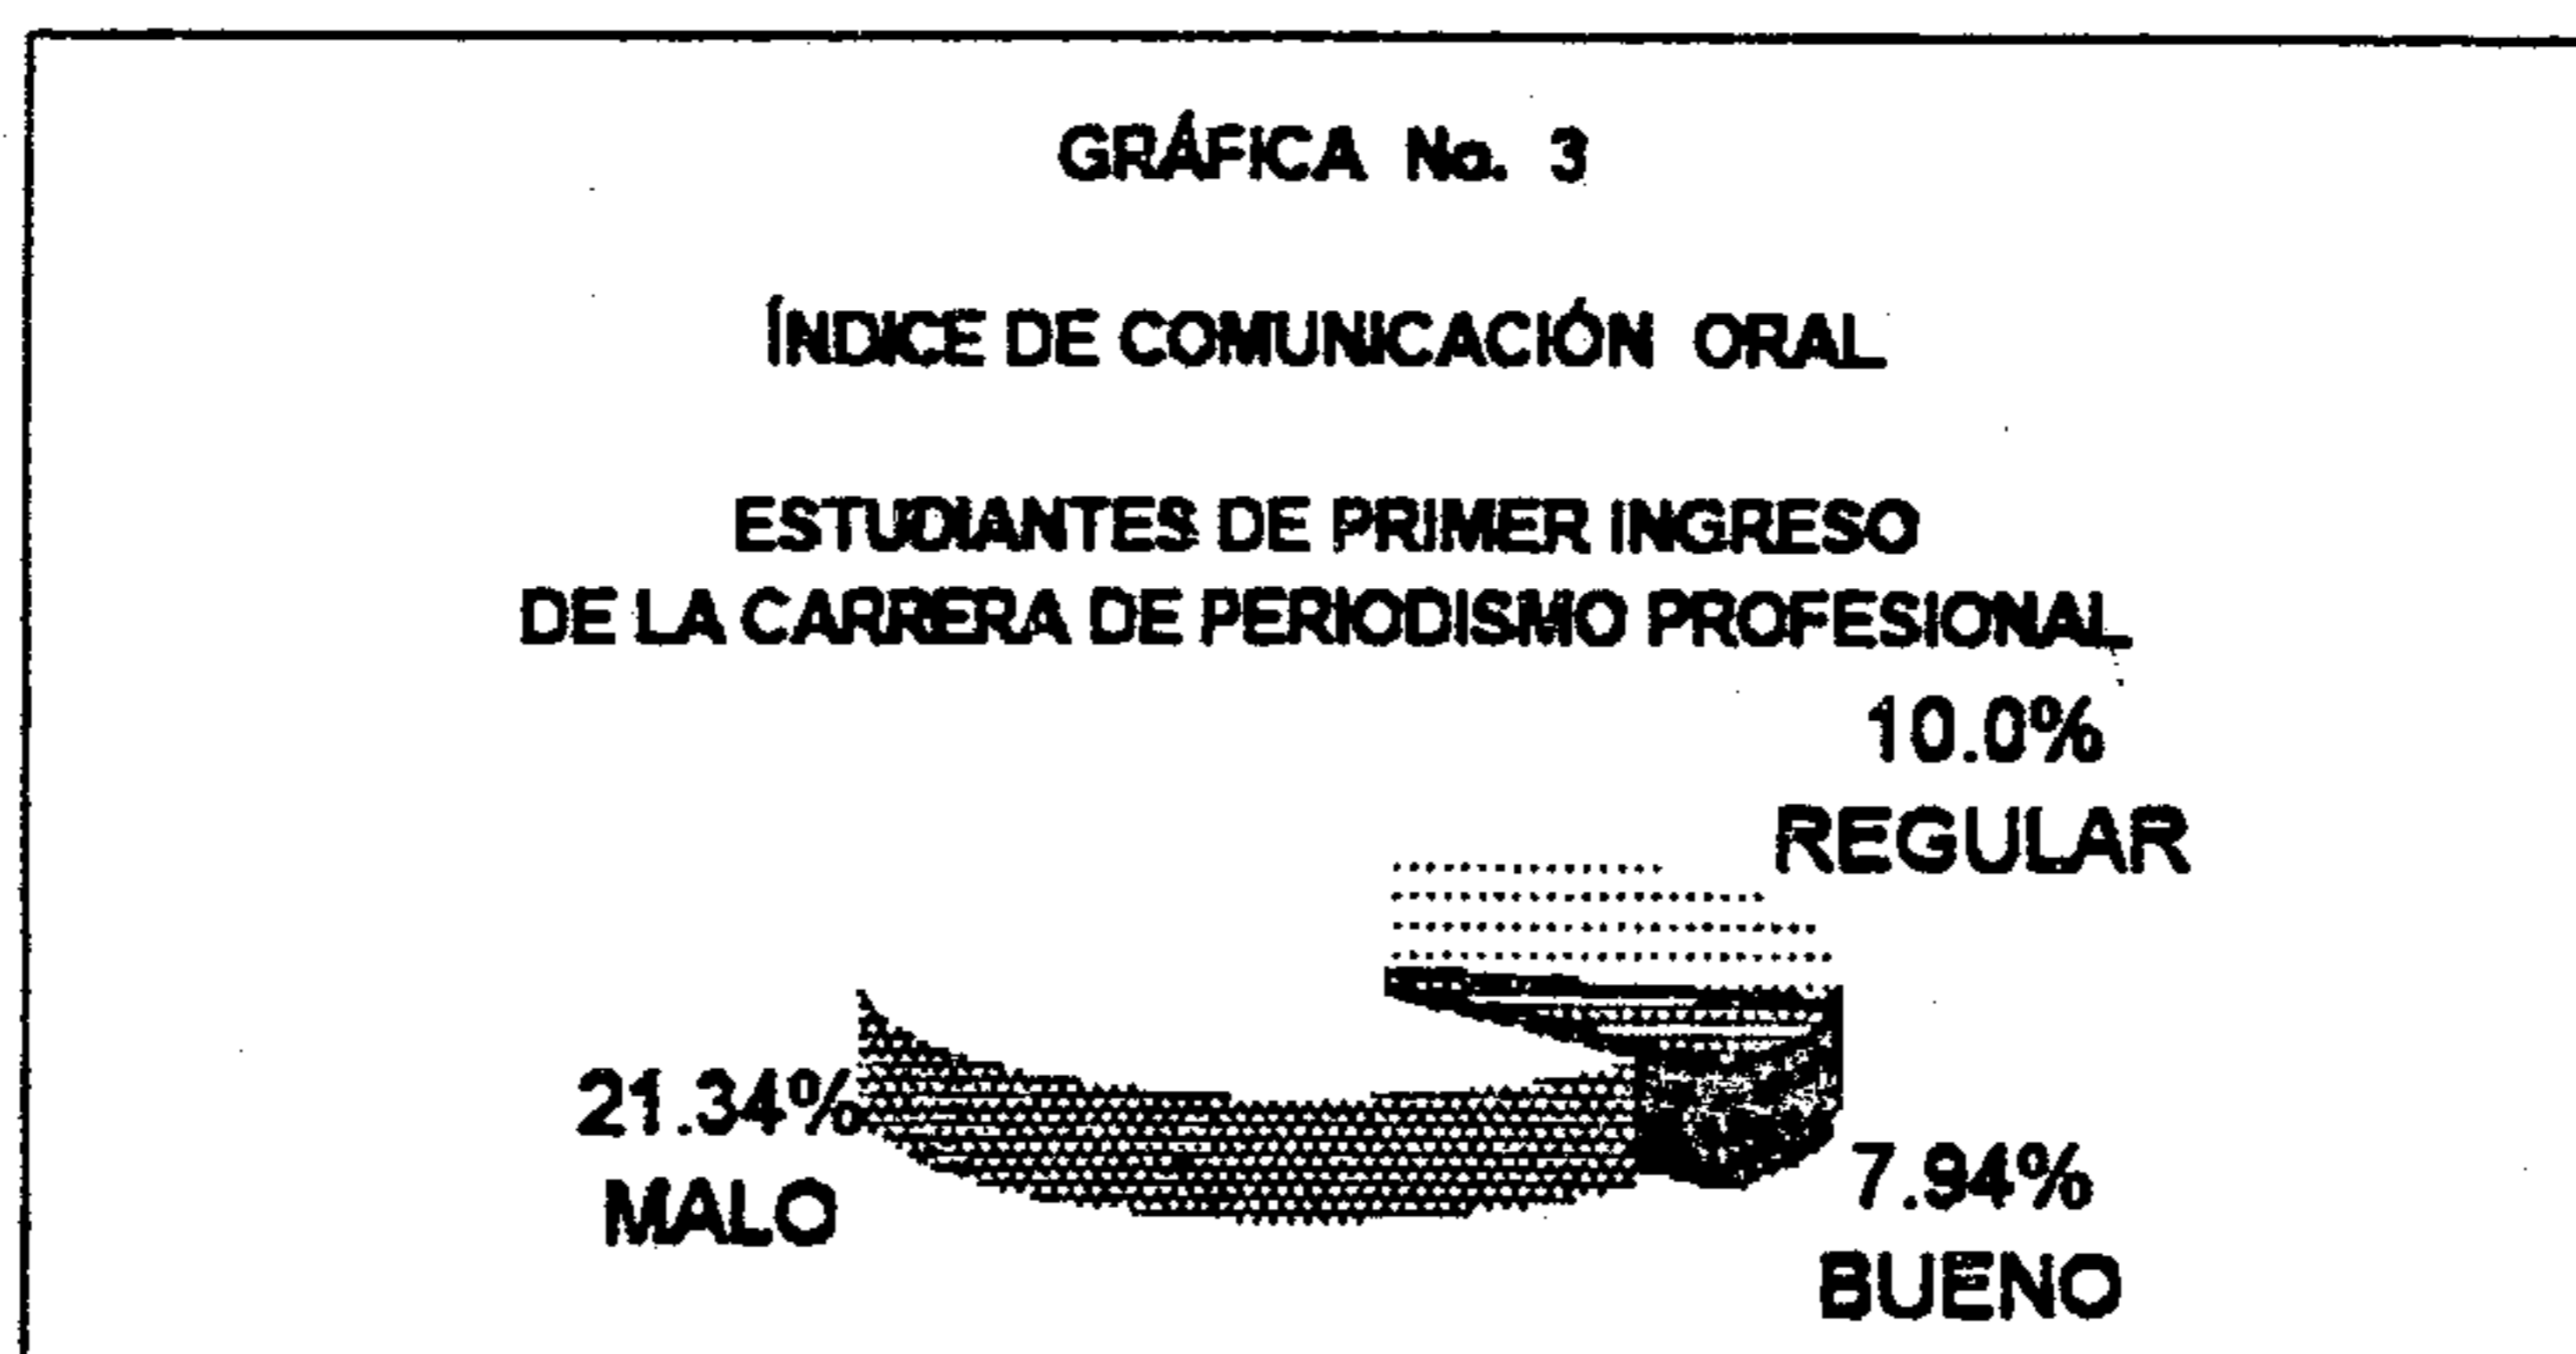 GRÁFICA No. 3
ÍNDICE DE COMUNICACIÓN ORAL
ESTUDIANTES DE PRIMER INGRESO
DE LA CARRERA DE PERIODISMO PROFESIONAL
10.0%
REGULAR
21.34%
MALO
7.94%
BUENO